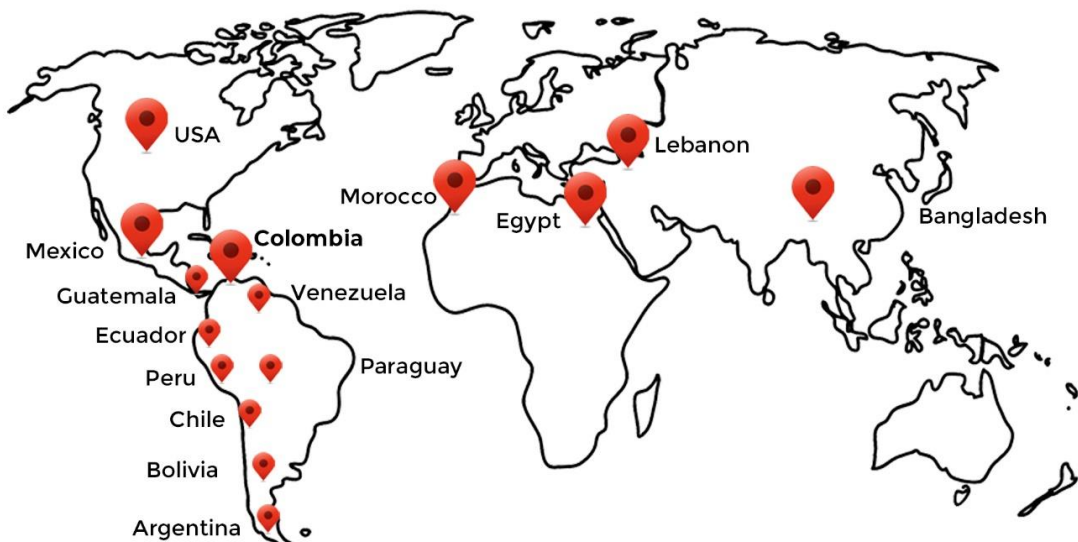 USA
Lebanon
Morocco
Egypt
Bangladesh
Mexico
Colombia
Guatemala
Venezuela
Ecuador
Peru
Paraguay
Chile
Bolivia
Argentina